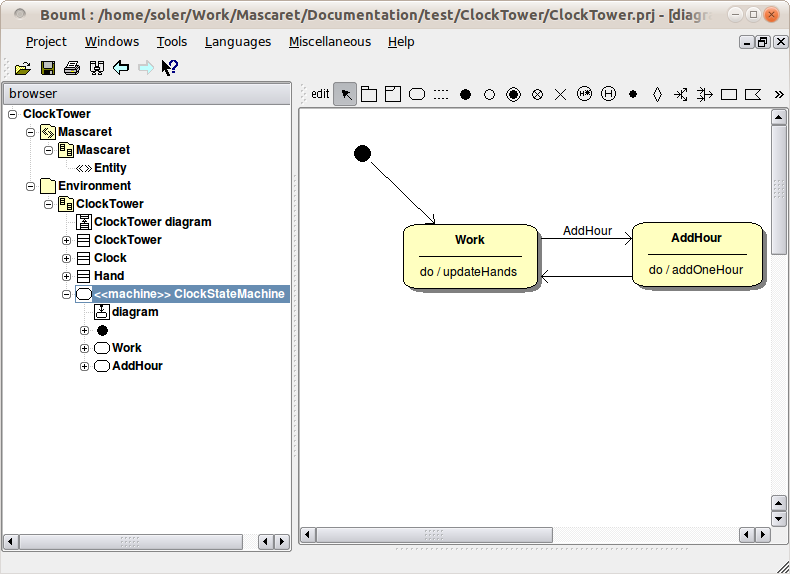 Bouml : /home/soler/Work/Mascaret/Documentation/test/ClockTower/ClockTower.prj - [diagr
Project Windows Tools Languages Miscellaneous Help
browser
edit
ClockTower
Mascaret
Mascaret
<> Entity
Environment
ClockTower
ClockTower diagram
ClockTower
Clock
Hand
<<machine>> ClockStateMachine
diagram
Work
AddHour
Work
do / updateHands
AddHour
AddHour
do / addOneHour